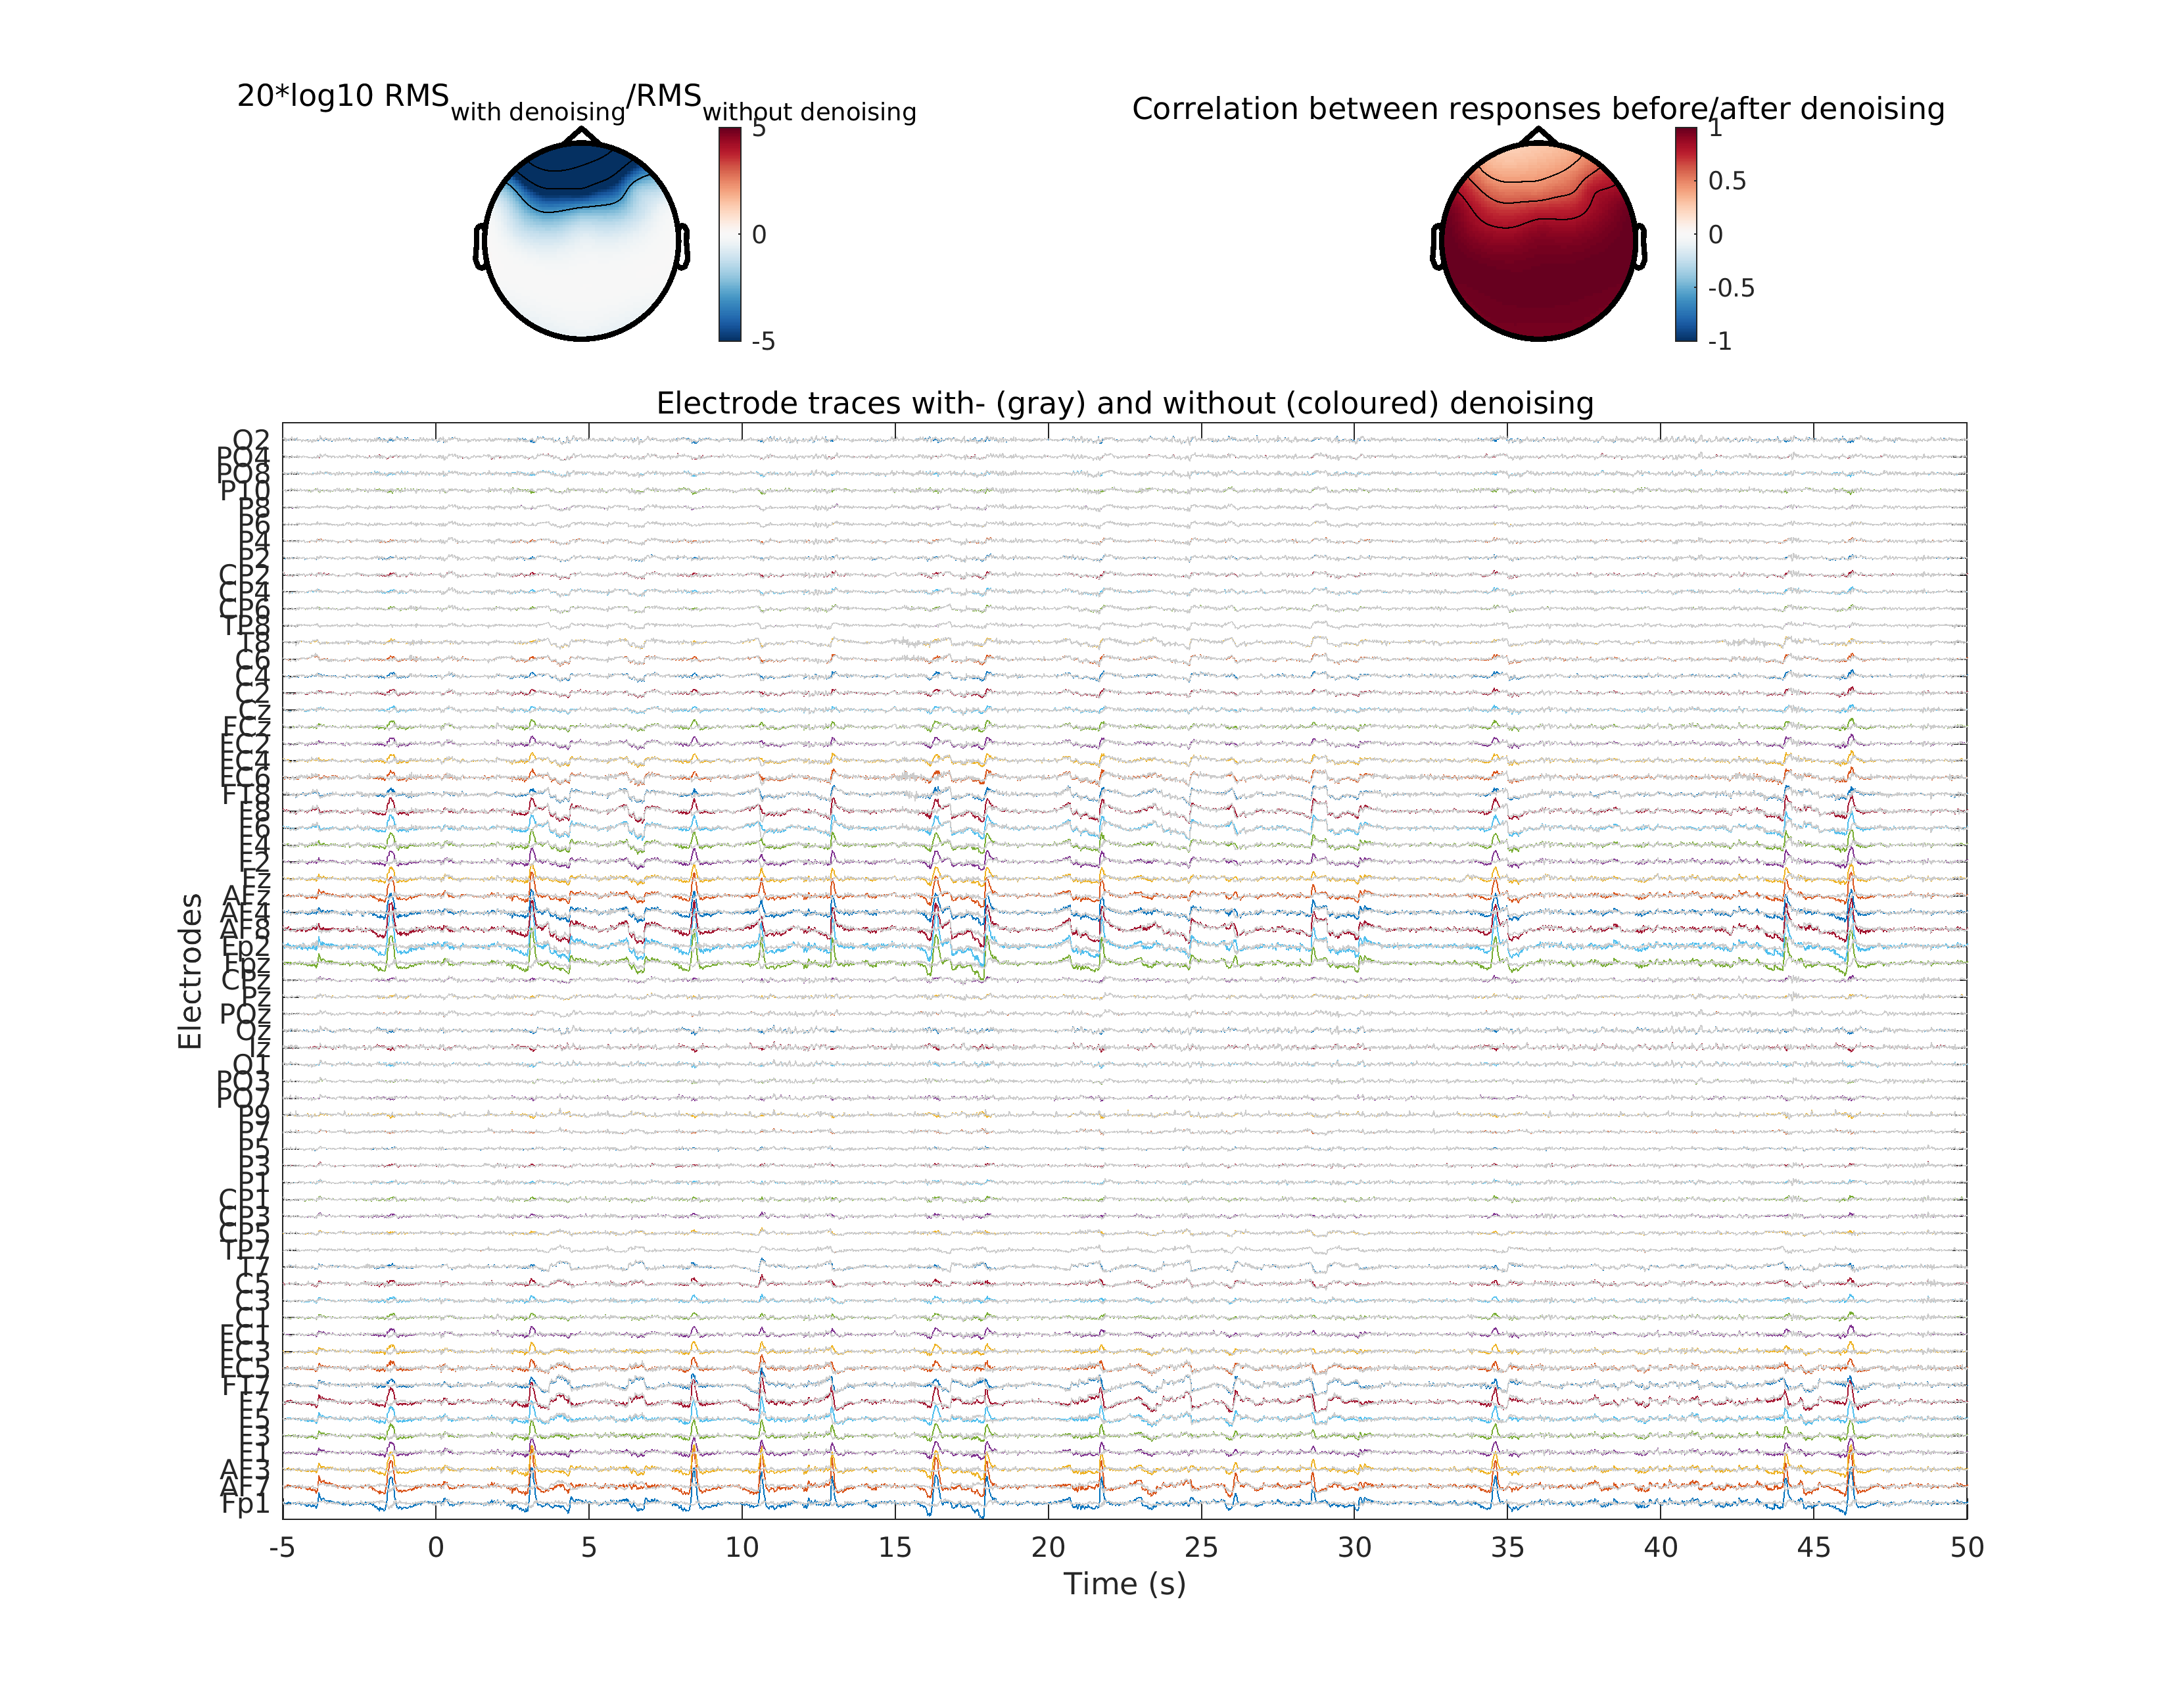 20*log10 RMS with denoising/RMS without denoising
5
0
-5
Correlation between responses before/after denoising
1
0.5
0
-0.5
-1
Electrode traces with- (gray) and without (coloured) denoising
Electrodes
O2
PO4
PO8
P10
P8
P6
P4
P2
CP2
CP4
CP6
TP8
T8
C6
C4
C2
Cz
FCz
FC2
FC4
FC6
FT8
F8
F6
F4
F2
Fz
AFz
AF4
AF8
Fp2
Fpz
CPz
Pz
POz
Oz
Iz
O1
PO3
PO7
P9
P7
P5
P3
P1
CP1
CP3
CP5
TP7
T7
C5
C3
C1
FC1
FC3
FC5
FT7
F7
F5
F3
F1
AF3
AF7
Fp1
-5 0 5 10 15 20 25 30 35 40 45 50
Time (s)